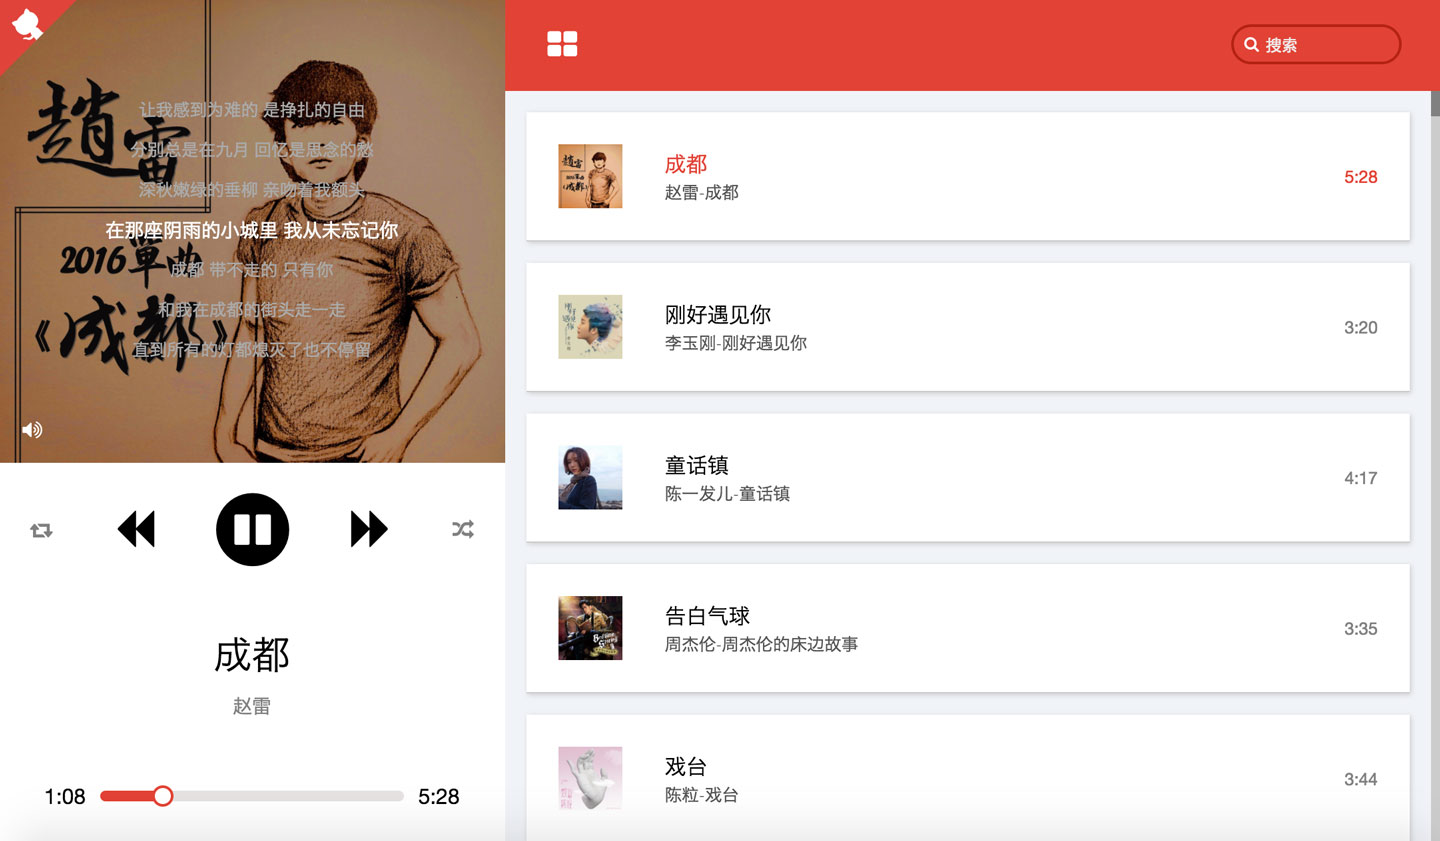 趙雷
2016單曲
《成都》
让我感到为难的 是挣扎的自由
分别总是在九月 回忆是思念的愁
深秋嫩绿的垂柳 亲吻着我额头
在那座阴雨的小城里 我从未忘记你
成都 带不走的 只有你
和我在成都的街头走一走
直到所有的灯都熄灭了也不停留
成都
赵雷
1:08
5:28
搜索
成都
5:28
赵雷-成都
刚好遇见你
3:20
李玉刚-刚好遇见你
童话镇
4:17
陈一发儿-童话镇
告白气球
3:35
周杰伦-周杰伦的床边故事
戏台
3:44
陈粒-戏台